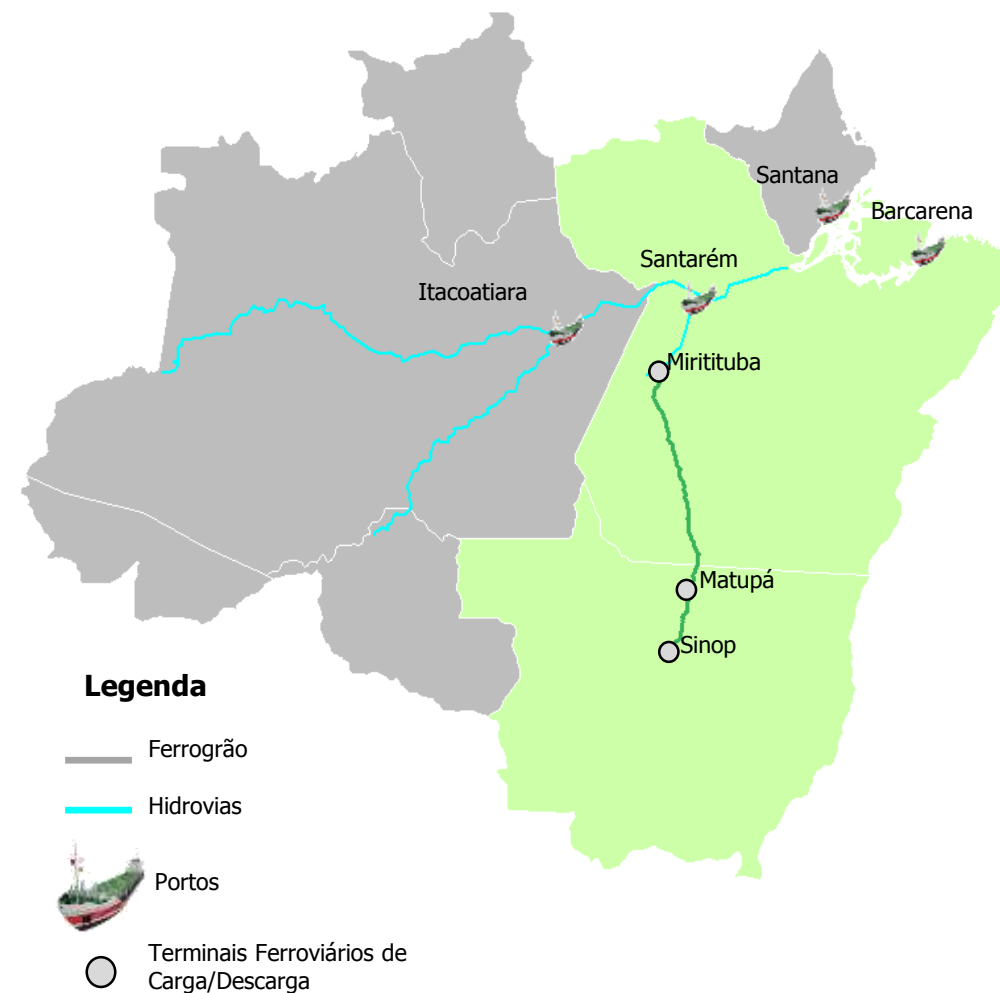 Santana
Barcarena
Santarém
Itacoatiara
Miritituba
Matupá
Sinop
Legenda
Ferrogrão
Hidrovias
Portos
Terminais Ferroviários de
Carga/Descarga